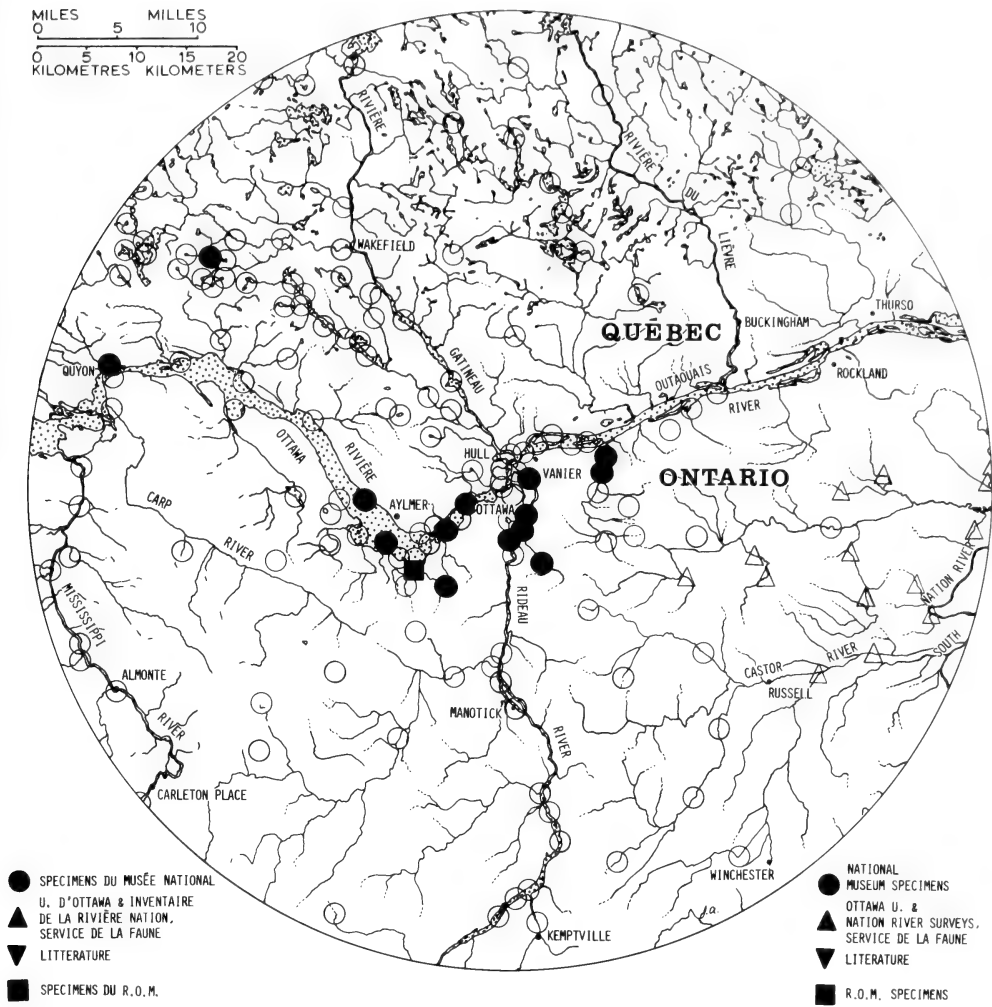 MILES MILLES
0 5 10
0 5 10 15 20
KILOMETRES KILOMETERS
RIVIÈRE
RIVIÈRE
DU
LIÈVRE
WAKEFIELD
GATINEAU
QUÉBEC
BUCKINGHAM
THURSO
ROCKLAND
OUTAOUAIS
RIVER
QUYON
OTTAWA
RIVIÈRE
HULL
VANIER
ONTARIO
AYLMER
OTTAWA
CARP
RIVER
RIDEAU
NATION RIVER
SOUTH
MISSISSIPPI
ALMONTE
RIVER
CASTOR
RIVER
RUSSELL
MANOTICK
RIVER
CARLETON PLACE
WINCHESTER
KEMPTVILLE
j.a.
SPECIMENS DU MUSÉE NATIONAL
U. D'OTTAWA & INVENTAIRE
DE LA RIVIÈRE NATION,
SERVICE DE LA FAUNE
LITTERATURE
SPECIMENS DU R.O.M.
NATIONAL
MUSEUM SPECIMENS
OTTAWA U. &
NATION RIVER SURVEYS,
SERVICE DE LA FAUNE
LITERATURE
R.O.M. SPECIMENS